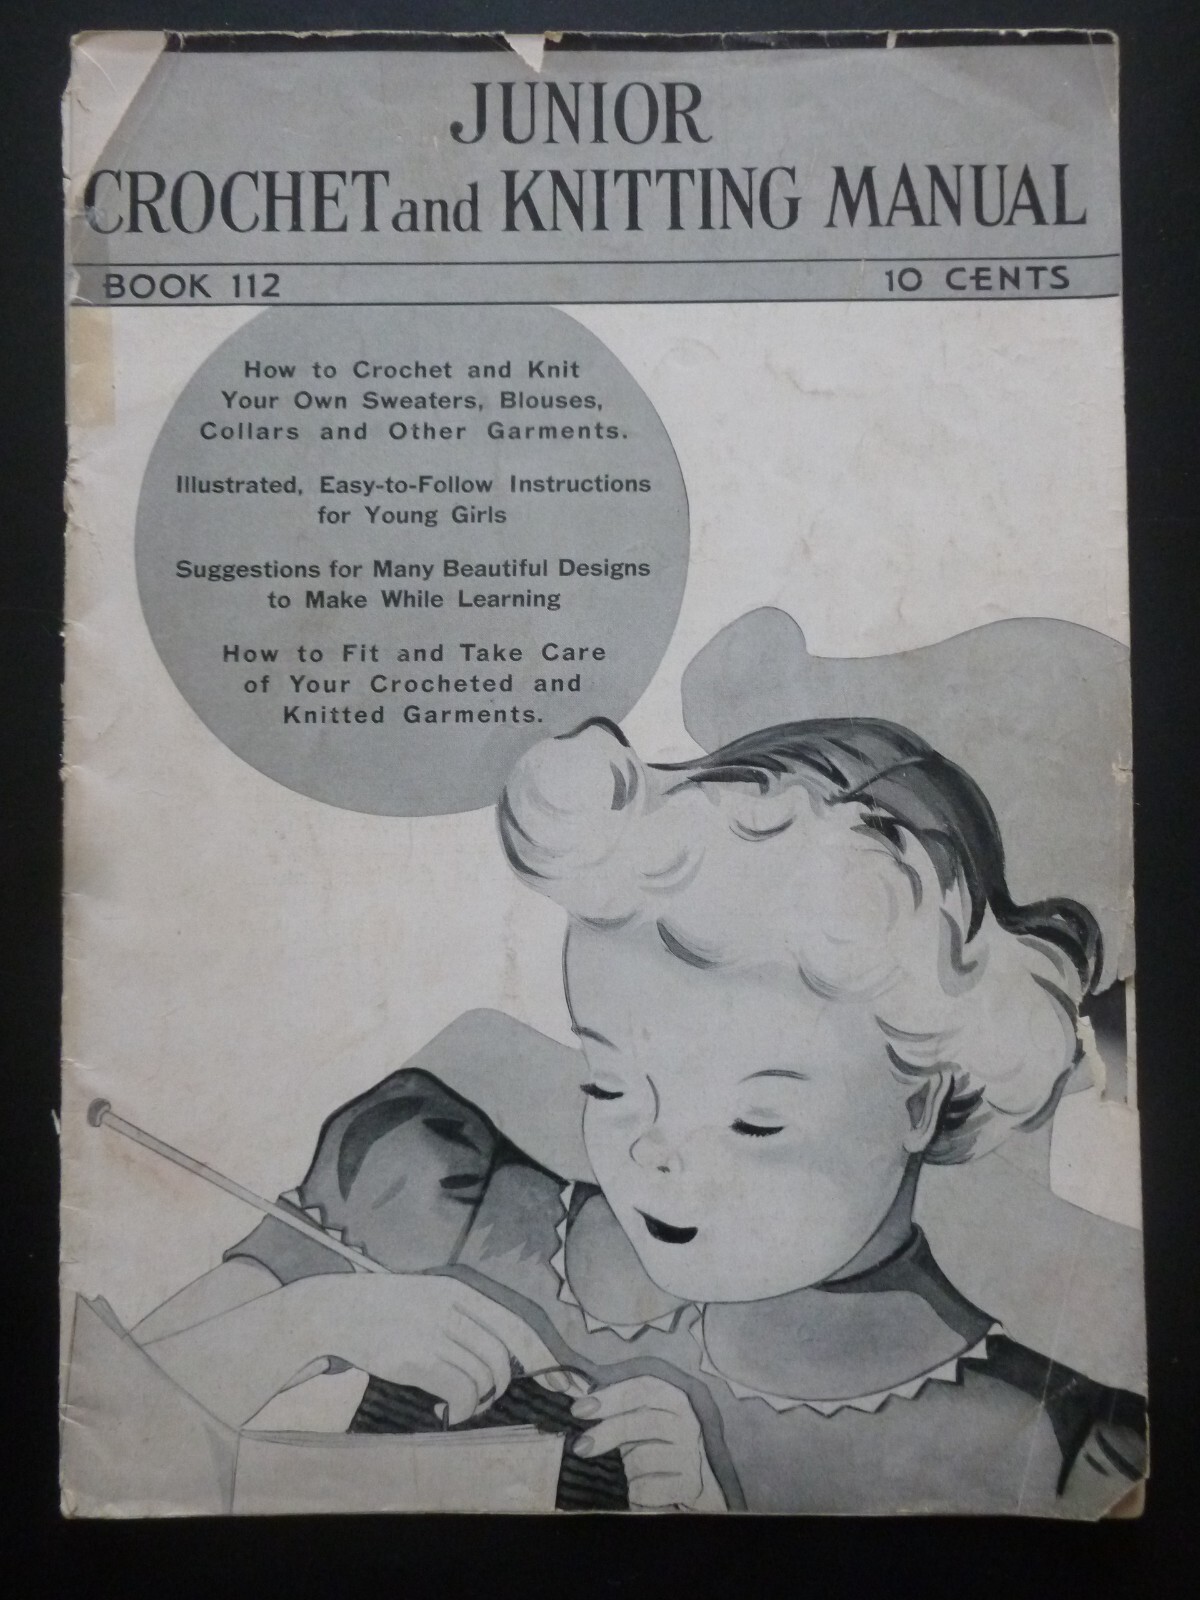 JUNIOR
CROCHET and KNITTING MANUAL
BOOK 112
10 CENTS
How to Crochet and Knit
Your Own Sweaters, Blouses,
Collars and Other Garments.
Illustrated, Easy-to-Follow Instructions
for Young Girls
Suggestions for Many Beautiful Designs
to Make While Learning
How to Fit and Take Care
of Your Crocheted and
Knitted Garments.